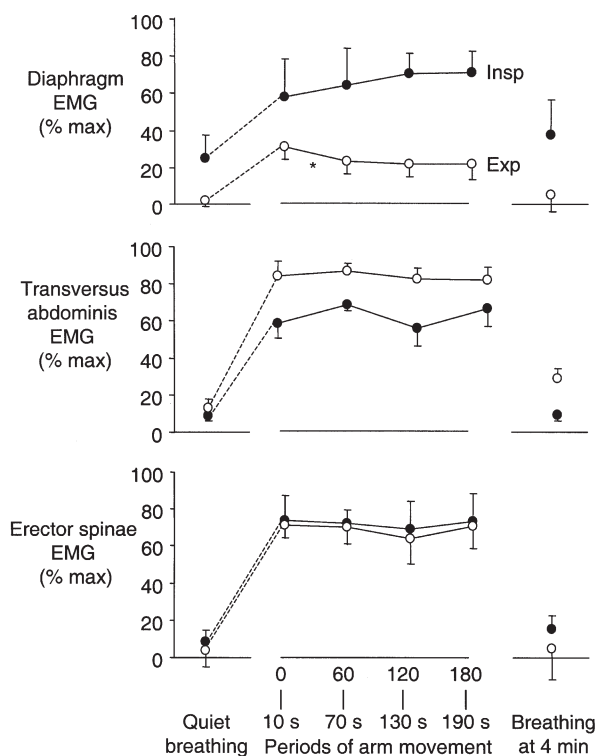 100
80
Diaphragm
Insp
EMG
60
(% max)
40
20
*
Exp
0
100
80
Transversus
abdominis
60
EMG
40
(% max)
20
0
100
80
Erector spinae
EMG
60
(% max)
40
20
0
0 60 120 180
10 s 70 s 130 s 190 s
Quiet
breathing
Periods of arm movement
Breathing
at 4 min